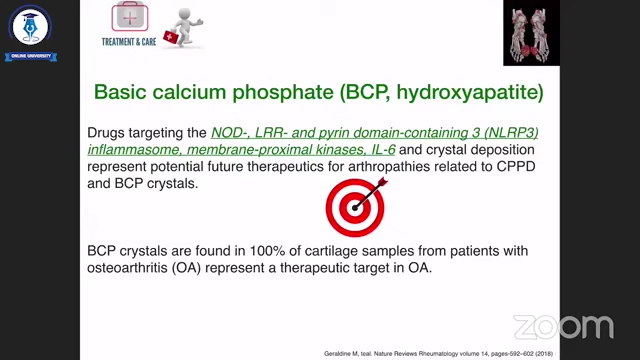 ONLINE UNIVERSITY
TREATMENT & CARE
Basic calcium phosphate (BCP, hydroxyapatite)
Drugs targeting the NOD-, LRR- and pyrin domain-containing 3 (NLRP3)
inflammasome, membrane-proximal kinases, IL-6 and crystal deposition
represent potential future therapeutics for arthropathies related to CPPD
and BCP crystals.
BCP crystals are found in 100% of cartilage samples from patients with
osteoarthritis (OA) represent a therapeutic target in OA.
zoom
Geraldine M, teal. Nature Reviews Rheumatology volume 14, pages-592–602 (2018)